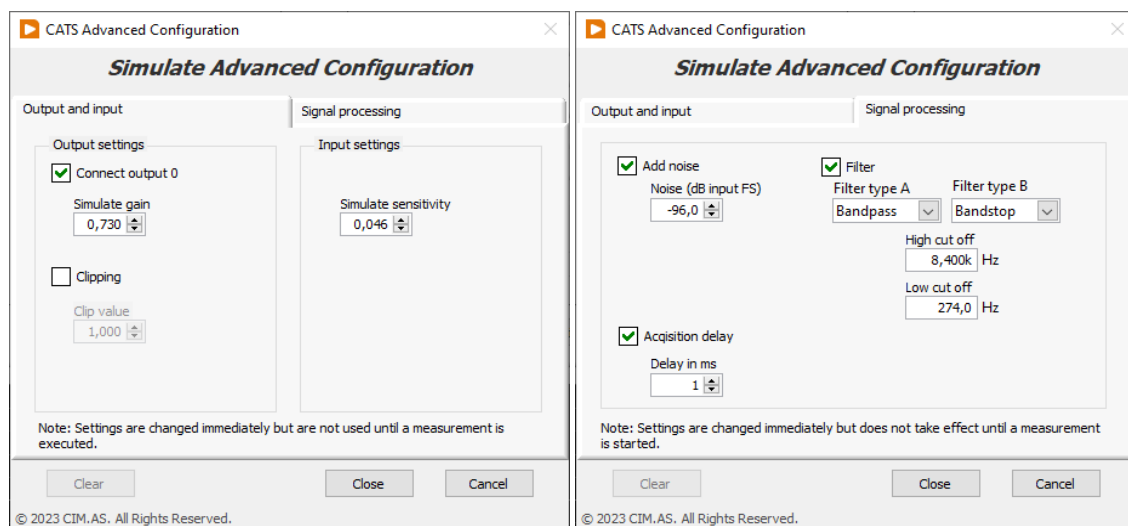 CATS Advanced Configuration
Simulate Advanced Configuration
Output and input
Signal processing
Output settings
Connect output 0
Simulate gain
0,730
Clipping
Clip value
1,000
Input settings
Simulate sensitivity
0,046
Note: Settings are changed immediately but are not used until a measurement is
executed.
Clear
Close
Cancel
© 2023 CIM.AS. All Rights Reserved.
CATS Advanced Configuration
Simulate Advanced Configuration
Output and input
Signal processing
Add noise
Noise (dB input FS)
-96,0
Filter
Filter type A
Filter type B
Bandpass
Bandstop
High cut off
8,400k Hz
Low cut off
274,0 Hz
Acqisition delay
Delay in ms
1
Note: Settings are changed immediately but does not take effect until a measurement
is started.
Clear
Close
Cancel
© 2023 CIM.AS. All Rights Reserved.